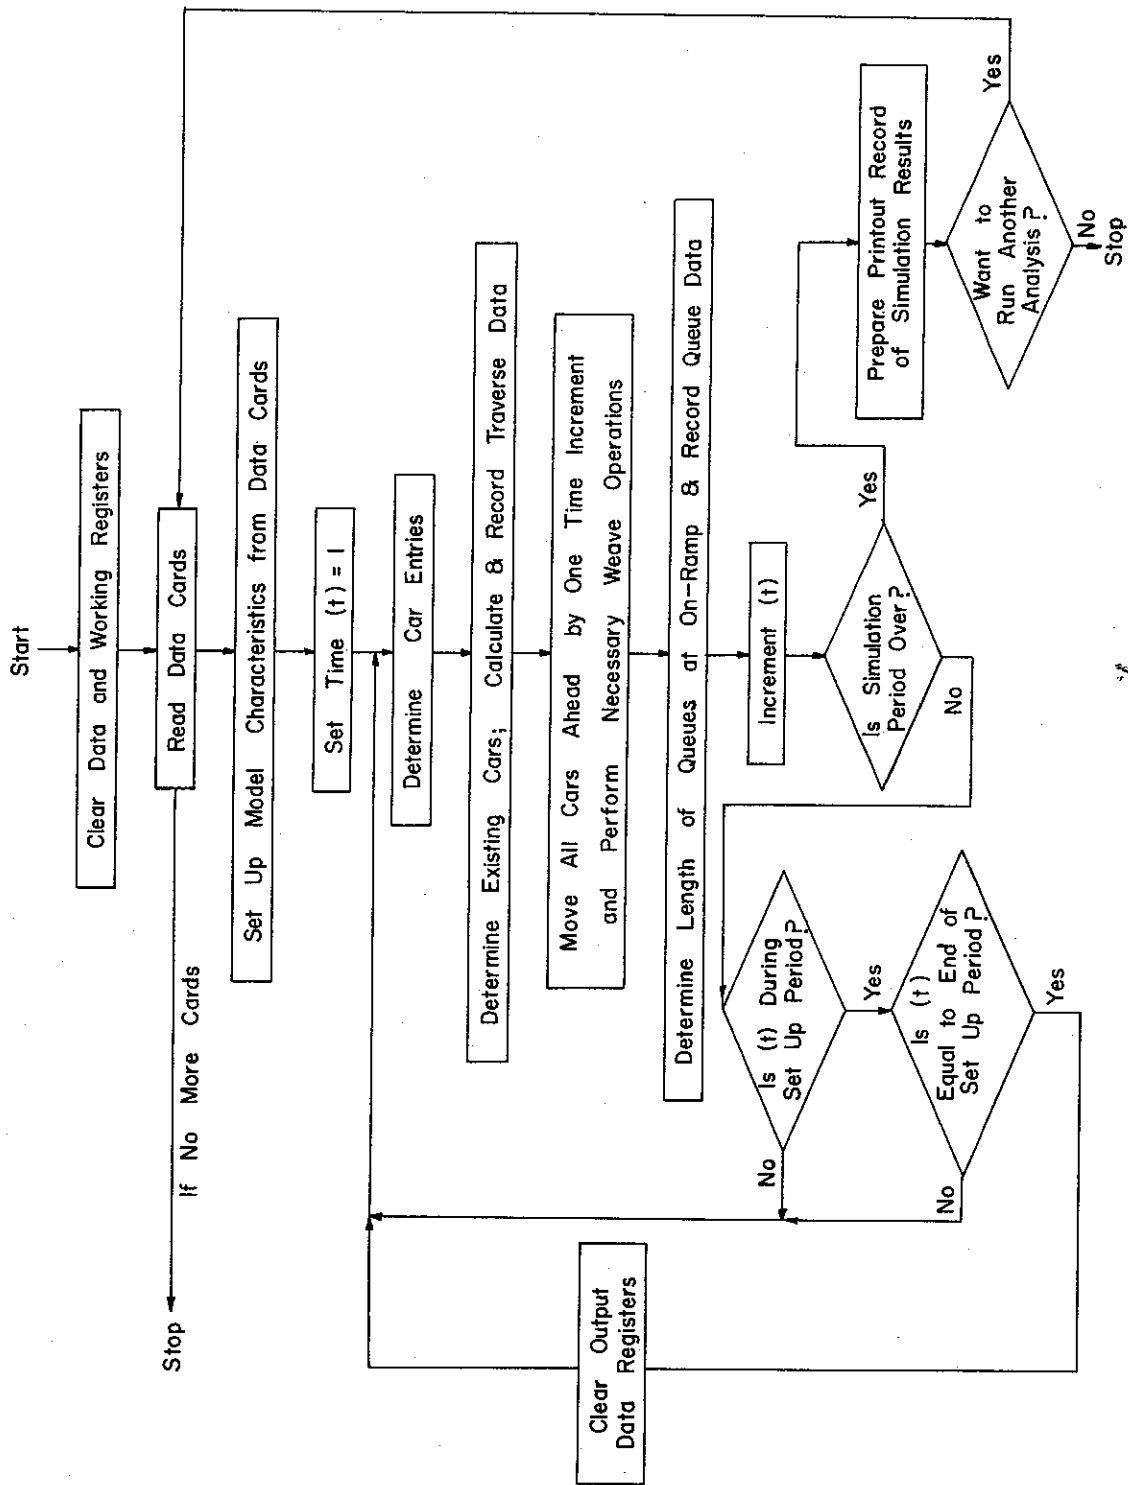 Start
Clear Data and Working Registers
Read Data Cards
If No More Cards
Stop
Set Up Model Characteristics from Data Cards
Set Time (t) = 1
Determine Car Entries
Determine Existing Cars; Calculate & Record Traverse Data
Move All Cars Ahead by One Time Increment
and Perform Necessary Weave Operations
Determine Length of Queues at On-Ramp & Record Queue Data
Increment (t)
Is Simulation
Period Over?
Yes
No
Is (t) During
Set Up Period?
No
Yes
Is (t)
Equal to End of
Set Up Period?
No
Yes
Clear Output
Data Registers
Prepare Printout Record
of Simulation Results
Want to
Run Another
Analysis?
Yes
No
Stop